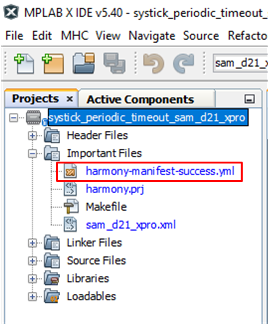 MPLAB X IDE v5.40 - systick_periodic_timeout_
File Edit MHC View Navigate Source Refacto
sam_d21_x
Projects × Active Components
systick_periodic_timeout_sam_d21_xpro
Header Files
Important Files
harmony-manifest-success.yml
harmony.prj
Makefile
sam_d21_xpro.xml
Linker Files
Source Files
Libraries
Loadables